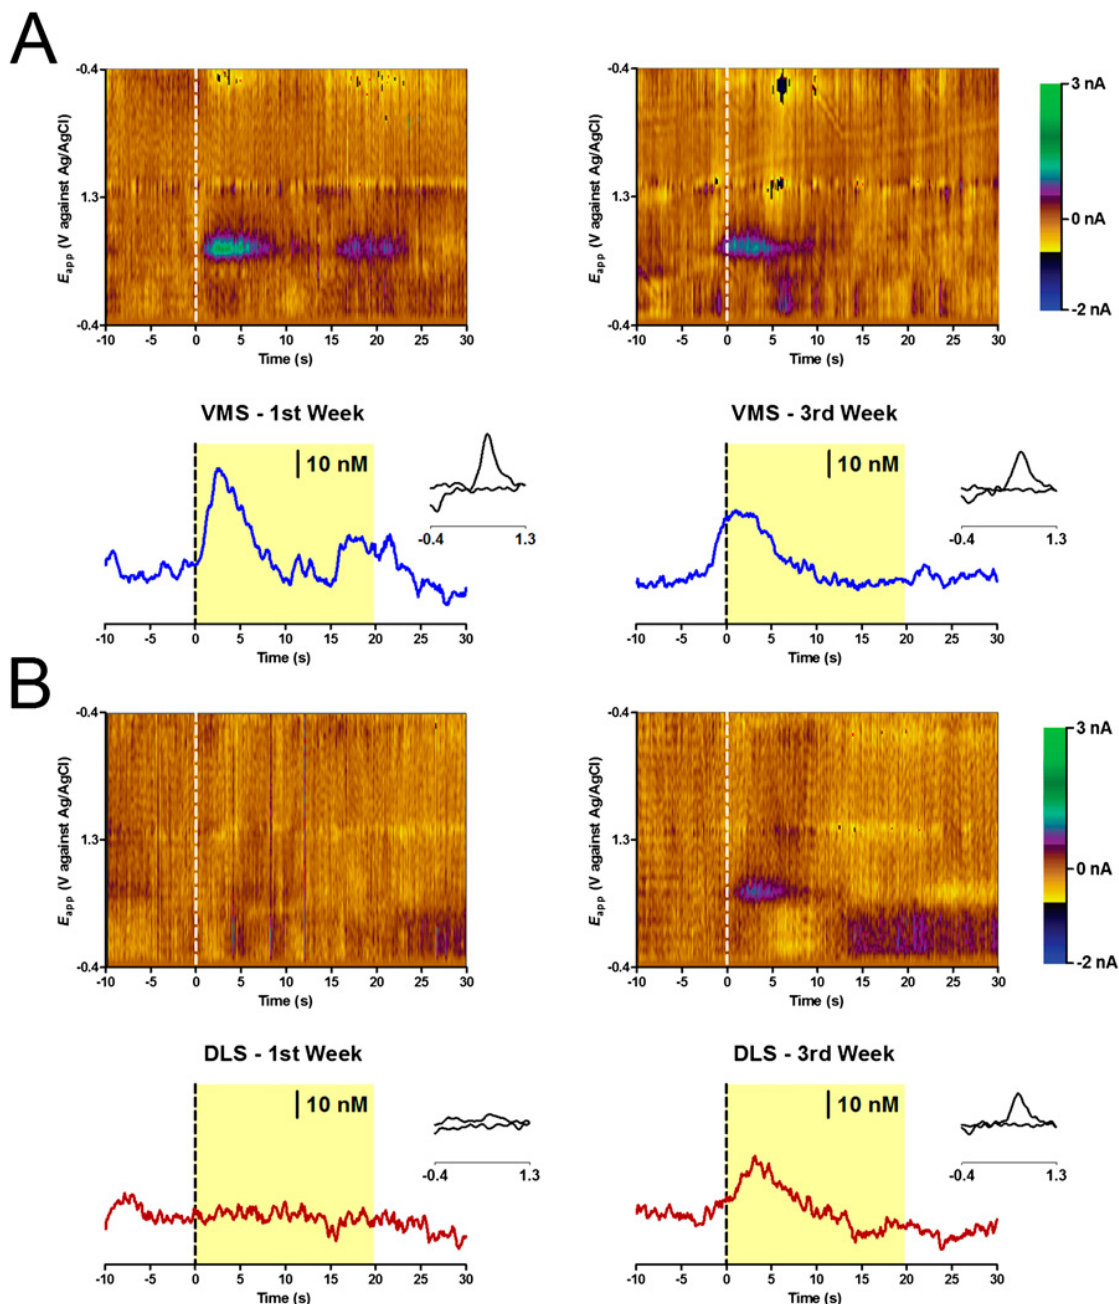 A
-0.4
1.3
-0.4
E_app (V against Ag/AgCl)
-10 -5 0 5 10 15 20 25 30
Time (s)
-0.4
1.3
-0.4
E_app (V against Ag/AgCl)
-10 -5 0 5 10 15 20 25 30
Time (s)
3 nA
0 nA
-2 nA
VMS - 1st Week
10 nM
-0.4 1.3
-10 -5 0 5 10 15 20 25 30
Time (s)
VMS - 3rd Week
10 nM
-0.4 1.3
-10 -5 0 5 10 15 20 25 30
Time (s)
B
-0.4
1.3
-0.4
E_app (V against Ag/AgCl)
-10 -5 0 5 10 15 20 25 30
Time (s)
-0.4
1.3
-0.4
E_app (V against Ag/AgCl)
-10 -5 0 5 10 15 20 25 30
Time (s)
3 nA
0 nA
-2 nA
DLS - 1st Week
10 nM
-0.4 1.3
-10 -5 0 5 10 15 20 25 30
Time (s)
DLS - 3rd Week
10 nM
-0.4 1.3
-10 -5 0 5 10 15 20 25 30
Time (s)